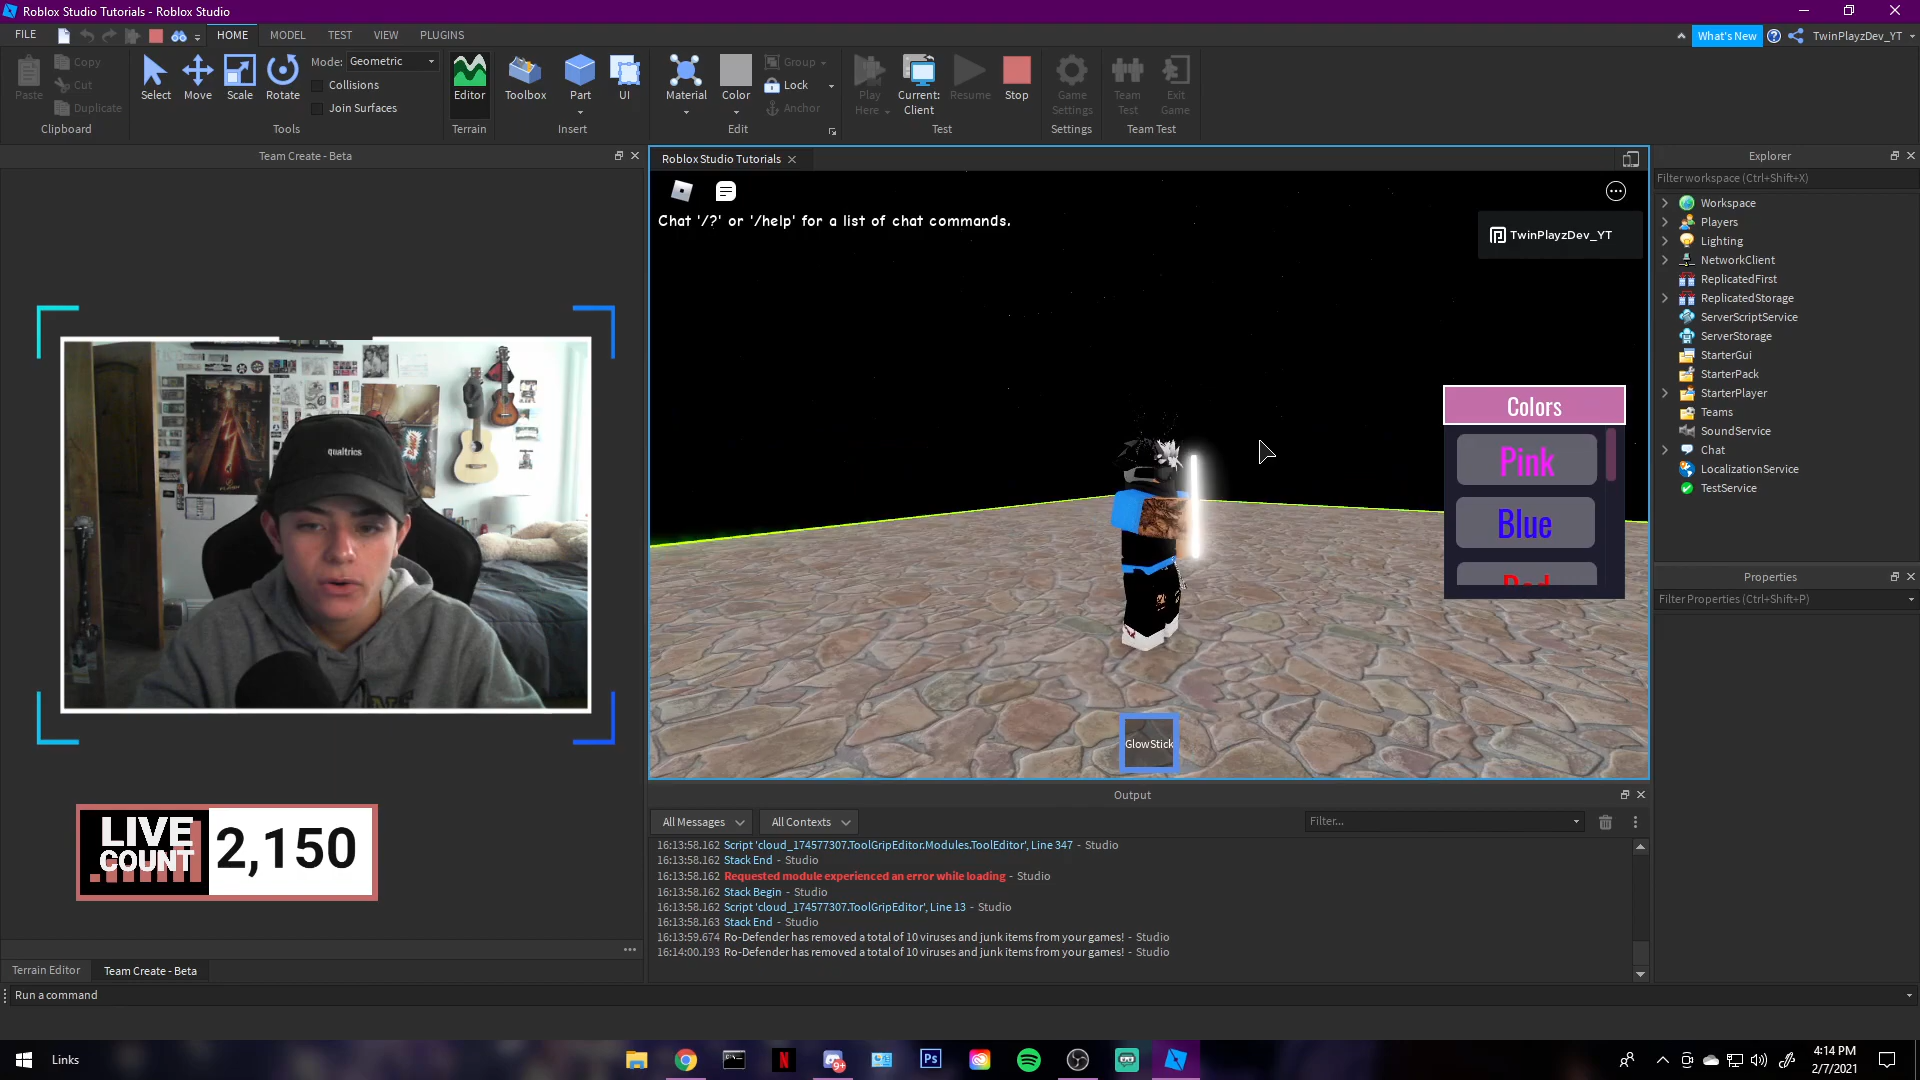 Roblox Studio Tutorials - Roblox Studio
FILE
HOME
MODEL
TEST
VIEW
PLUGINS
What's New
TwinPlayzDev_YT
Paste
Copy
Cut
Duplicate
Clipboard
Select
Move
Scale
Rotate
Mode: Geometric
Collisions
Join Surfaces
Tools
Editor
Terrain
Toolbox
Part
UI
Insert
Material
Color
Group
Lock
Anchor
Edit
Play Here
Current: Client
Resume
Stop
Test
Game Settings
Settings
Team Test
Exit Game
Team Test
Team Create - Beta
Roblox Studio Tutorials
Chat '/?' or '/help' for a list of chat commands.
TwinPlayzDev_YT
Colors
Pink
Blue
Red
GlowStick
qualtrics
LIVE COUNT
2,150
Terrain Editor
Team Create - Beta
Explorer
Filter workspace (Ctrl+Shift+X)
Workspace
Players
Lighting
NetworkClient
ReplicatedFirst
ReplicatedStorage
ServerScriptService
ServerStorage
StarterGui
StarterPack
StarterPlayer
Teams
SoundService
Chat
LocalizationService
TestService
Properties
Filter Properties (Ctrl+Shift+P)
Output
All Messages
All Contexts
Filter...
16:13:58.162 Script 'cloud_174577307.ToolGripEditor.Modules.ToolEditor', Line 347 - Studio
16:13:58.162 Stack End - Studio
16:13:58.162 Requested module experienced an error while loading - Studio
16:13:58.162 Stack Begin - Studio
16:13:58.162 Script 'cloud_174577307.ToolGripEditor', Line 13 - Studio
16:13:58.163 Stack End - Studio
16:13:59.674 Ro-Defender has removed a total of 10 viruses and junk items from your games! - Studio
16:14:00.193 Ro-Defender has removed a total of 10 viruses and junk items from your games! - Studio
Run a command
Links
N
9+
Ps
4:14 PM
2/7/2021